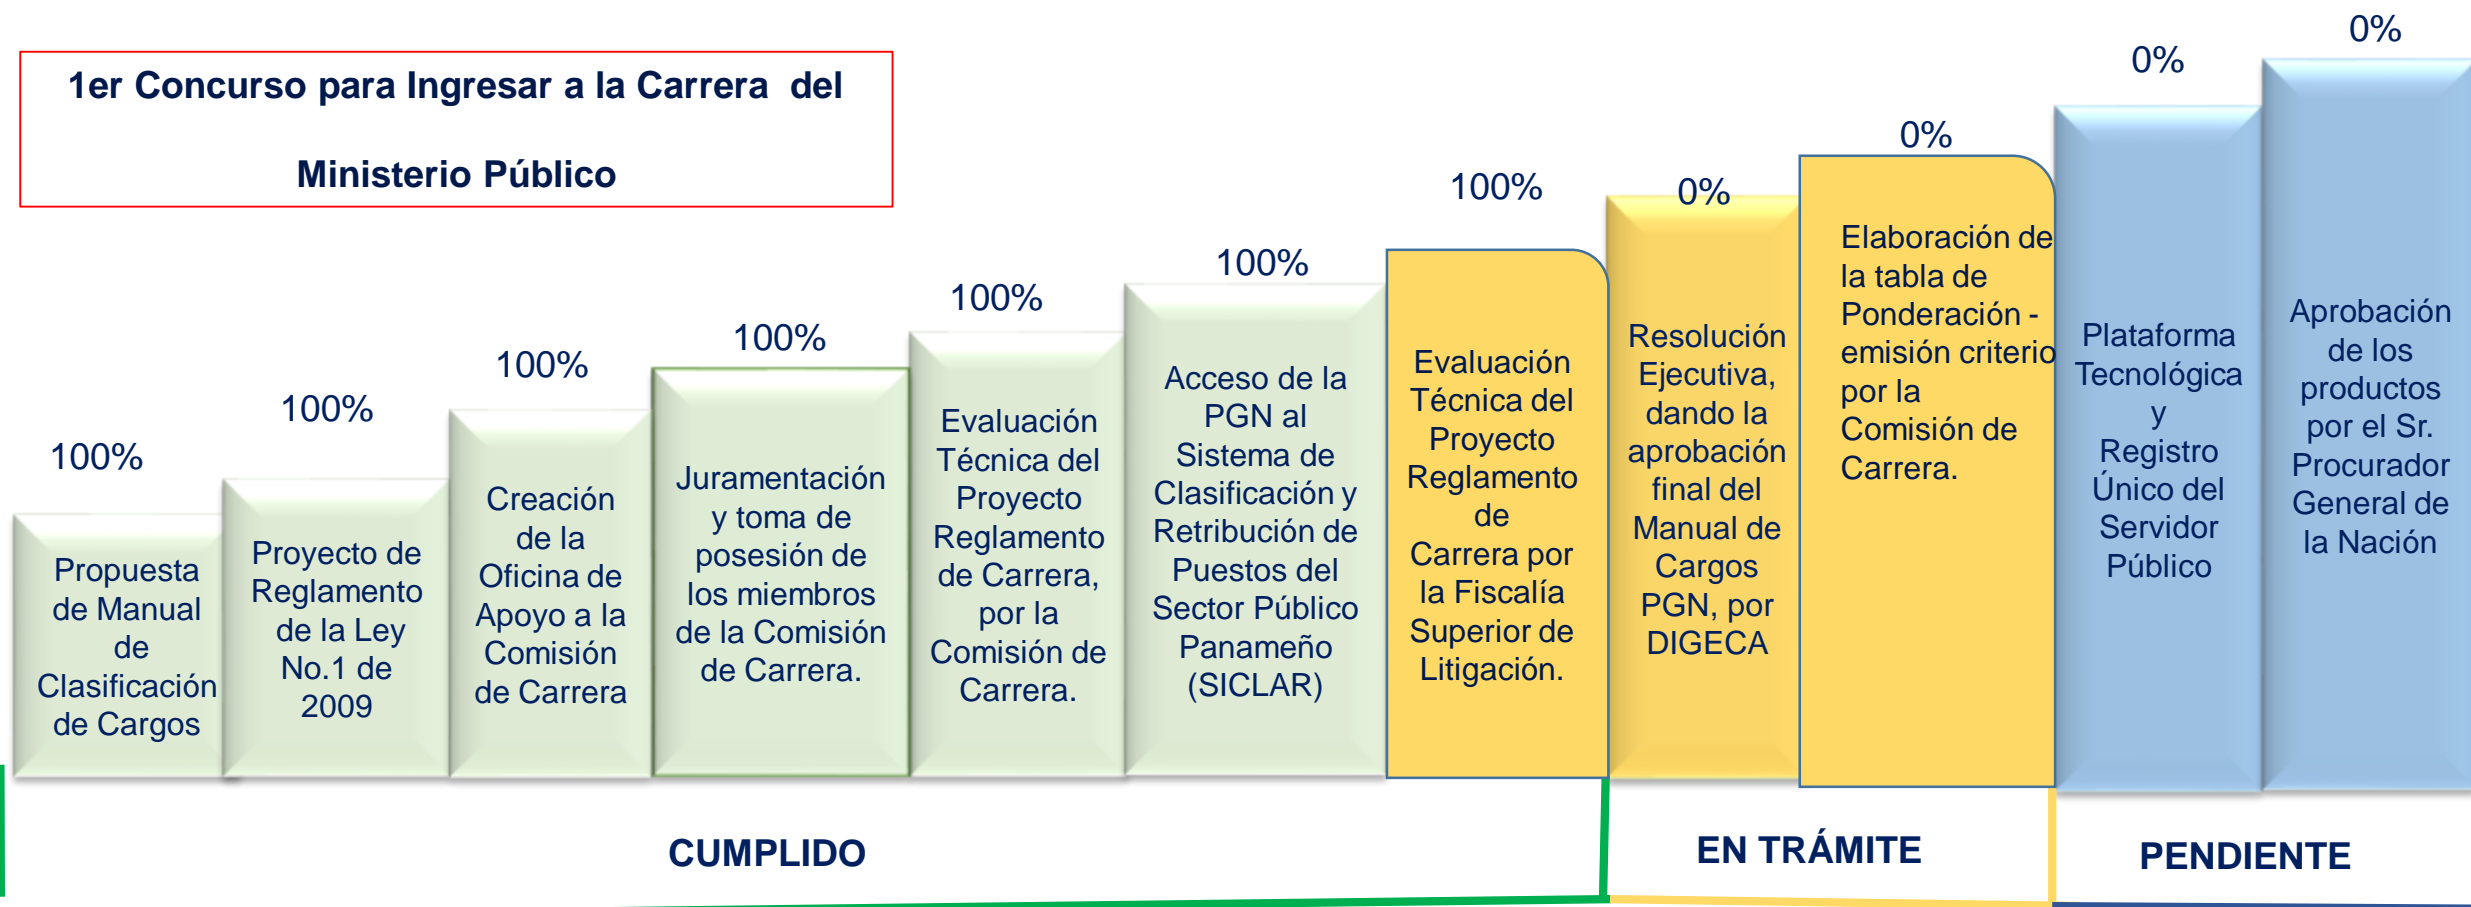 1er Concurso para Ingresar a la Carrera del
Ministerio Público
100%
Propuesta
de Manual
de
Clasificación
de Cargos
100%
Proyecto de
Reglamento
de la Ley
No.1 de
2009
100%
Creación
de la
Oficina de
Apoyo a la
Comisión
de Carrera
100%
Juramentación
y toma de
posesión de
los miembros
de la Comisión
de Carrera.
100%
Evaluación
Técnica del
Proyecto
Reglamento
de Carrera,
por la
Comisión de
Carrera.
100%
Acceso de la
PGN al
Sistema de
Clasificación y
Retribución de
Puestos del
Sector Público
Panameño
(SICLAR)
100%
Evaluación
Técnica del
Proyecto
Reglamento
de
Carrera por
la Fiscalía
Superior de
Litigación.
0%
Resolución
Ejecutiva,
dando la
aprobación
final del
Manual de
Cargos
PGN, por
DIGECA
0%
Elaboración de
la tabla de
Ponderación -
emisión criterio
por la
Comisión de
Carrera.
0%
Plataforma
Tecnológica
y
Registro
Único del
Servidor
Público
0%
Aprobación
de los
productos
por el Sr.
Procurador
General de
la Nación
CUMPLIDO
EN TRÁMITE
PENDIENTE